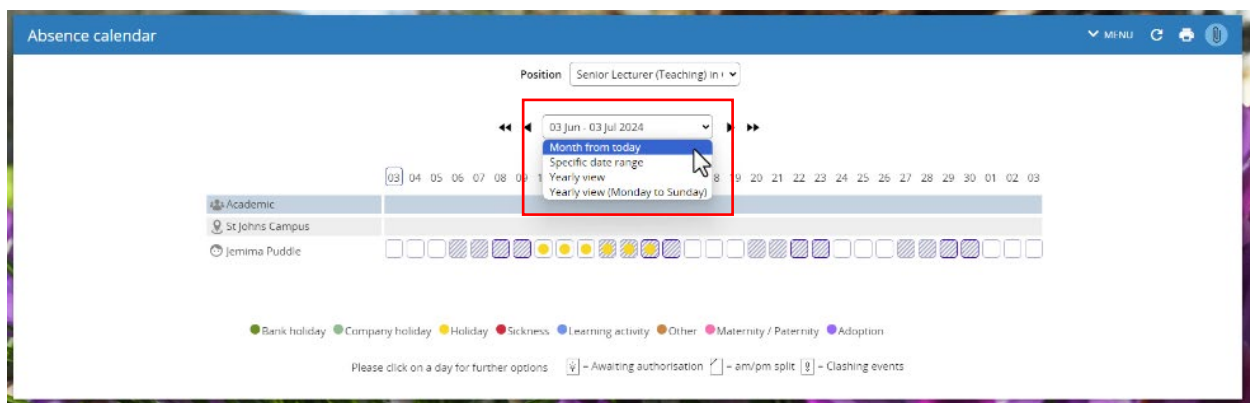 Absence calendar
MENU
Position Senior Lecturer (Teaching) in
03 Jun - 03 Jul 2024
Month from today
Specific date range
Yearly view
Yearly view (Monday to Sunday)
03 04 05 06 07 08 09 1 8 19 20 21 22 23 24 25 26 27 28 29 30 01 02 03
Academic
St Johns Campus
Jemima Puddle
Bank holiday Company holiday Holiday Sickness Learning activity Other Maternity / Paternity Adoption
Please click on a day for further options – Awaiting authorisation – am/pm split – Clashing events